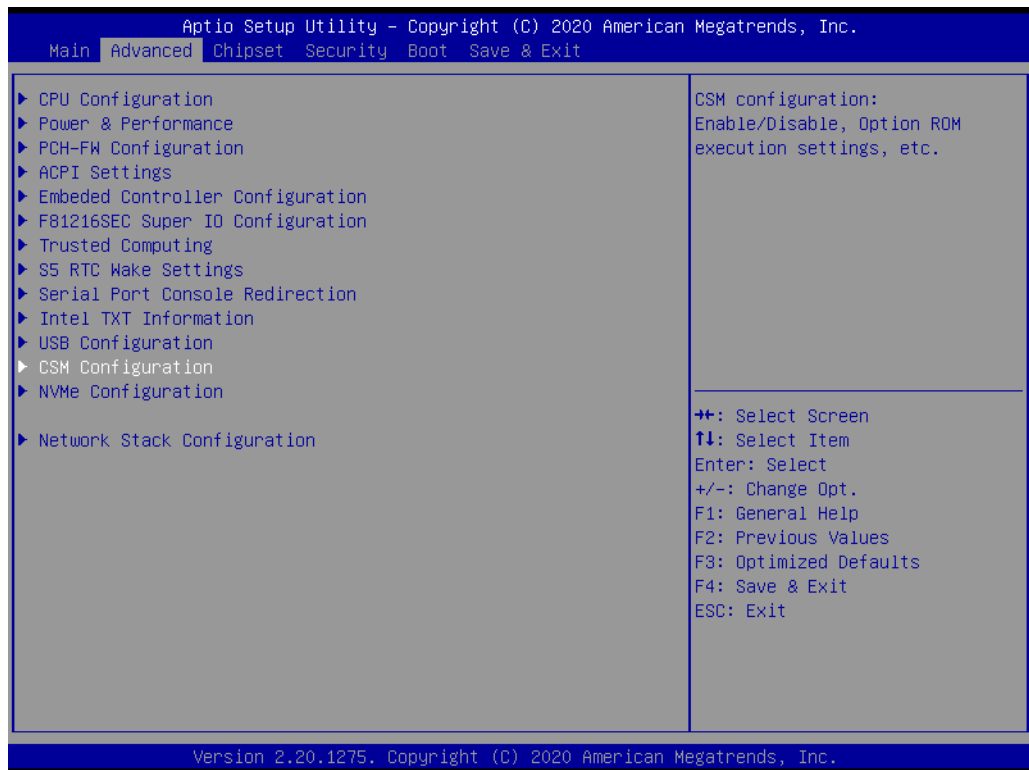 Aptio Setup Utility – Copyright (C) 2020 American Megatrends, Inc.
Main Advanced Chipset Security Boot Save & Exit
▶ CPU Configuration
▶ Power & Performance
▶ PCH-FW Configuration
▶ ACPI Settings
▶ Embeded Controller Configuration
▶ F81216SEC Super IO Configuration
▶ Trusted Computing
▶ S5 RTC Wake Settings
▶ Serial Port Console Redirection
▶ Intel TXT Information
▶ USB Configuration
▶ CSM Configuration
▶ NVMe Configuration
▶ Network Stack Configuration
CSM configuration:
Enable/Disable, Option ROM
execution settings, etc.
→←: Select Screen
↑↓: Select Item
Enter: Select
+/-: Change Opt.
F1: General Help
F2: Previous Values
F3: Optimized Defaults
F4: Save & Exit
ESC: Exit
Version 2.20.1275. Copyright (C) 2020 American Megatrends, Inc.